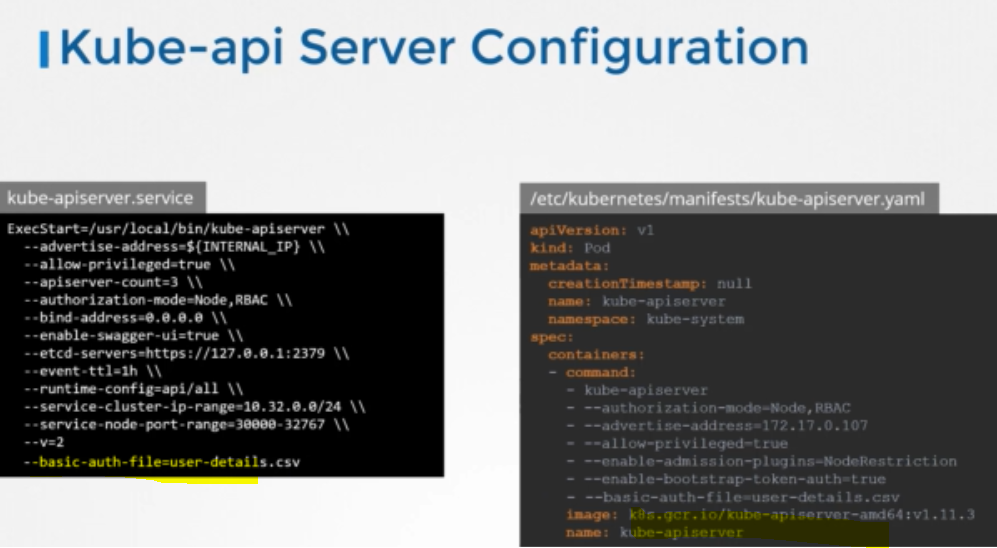 Kube-api Server Configuration
kube-apiserver.service
ExecStart=/usr/local/bin/kube-apiserver \\
--advertise-address=${INTERNAL_IP} \\
--allow-privileged=true \\
--apiserver-count=3 \\
--authorization-mode=Node,RBAC \\
--bind-address=0.0.0.0 \\
--enable-swagger-ui=true \\
--etcd-servers=https://127.0.0.1:2379 \\
--event-ttl=1h \\
--runtime-config=api/all \\
--service-cluster-ip-range=10.32.0.0/24 \\
--service-node-port-range=30000-32767 \\
--v=2
--basic-auth-file=user-details.csv
/etc/kubernetes/manifests/kube-apiserver.yaml
apiVersion: v1
kind: Pod
metadata:
creationTimestamp: null
name: kube-apiserver
namespace: kube-system
spec:
containers:
- command:
- kube-apiserver
- --authorization-mode=Node,RBAC
- --advertise-address=172.17.0.107
- --allow-privileged=true
- --enable-admission-plugins=NodeRestriction
- --enable-bootstrap-token-auth=true
- --basic-auth-file=user-details.csv
image: k8s.gcr.io/kube-apiserver-amd64:v1.11.3
name: kube-apiserver